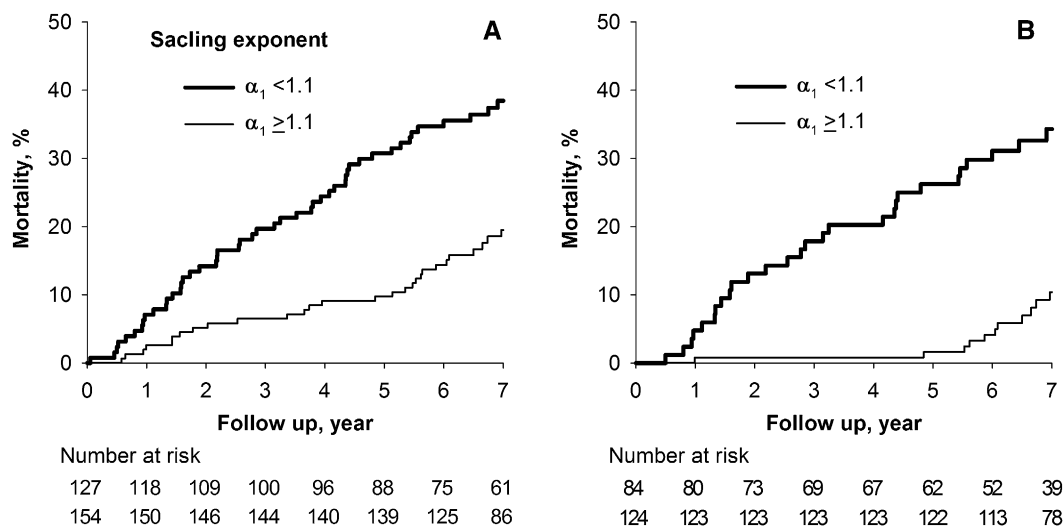 50
40
30
20
10
0
Mortality, %
A
Sacling exponent
α1 <1.1
α1 ≥1.1
0 1 2 3 4 5 6 7
Follow up, year
Number at risk
127 118 109 100 96 88 75 61
154 150 146 144 140 139 125 86
50
40
30
20
10
0
Mortality, %
B
α1 <1.1
α1 ≥1.1
0 1 2 3 4 5 6 7
Follow up, year
Number at risk
84 80 73 69 67 62 52 39
124 123 123 123 123 122 113 78